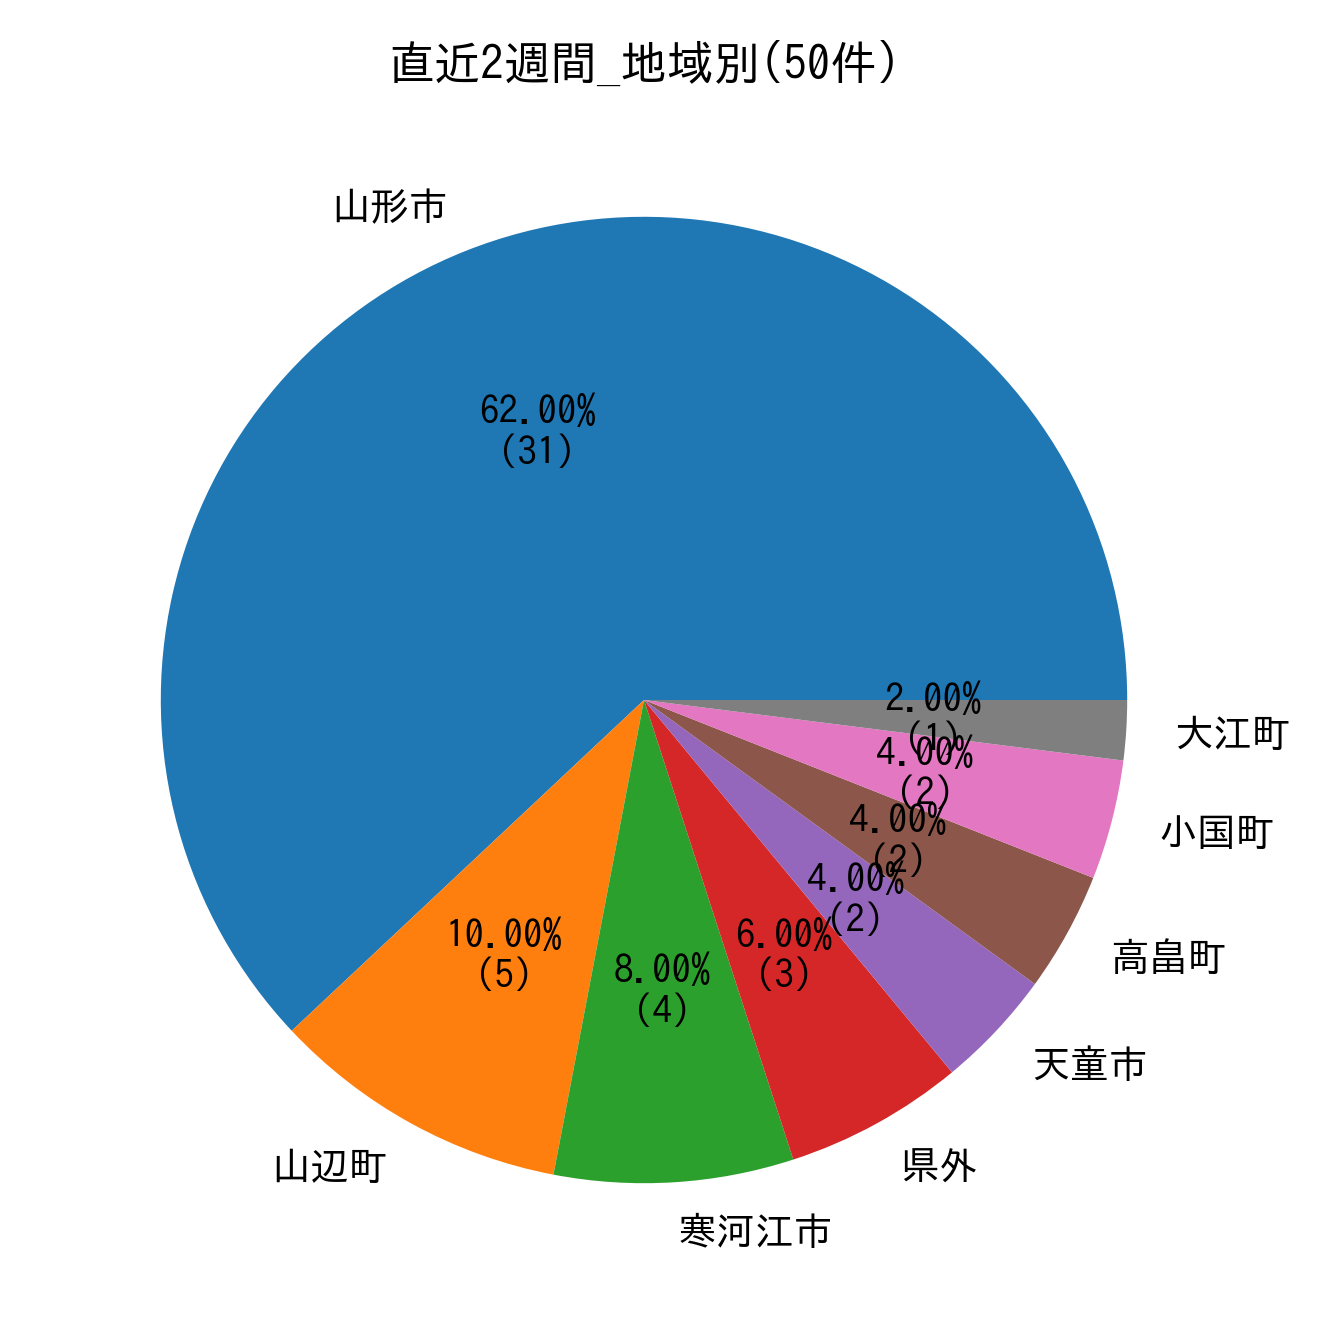 直近2週間_地域別(50件)
山形市
62.00%
(31)
2.00%
(1)
大江町
4.00%
(2)
小国町
4.00%
(2)
高畠町
4.00%
(2)
天童市
6.00%
(3)
県外
8.00%
(4)
寒河江市
10.00%
(5)
山辺町